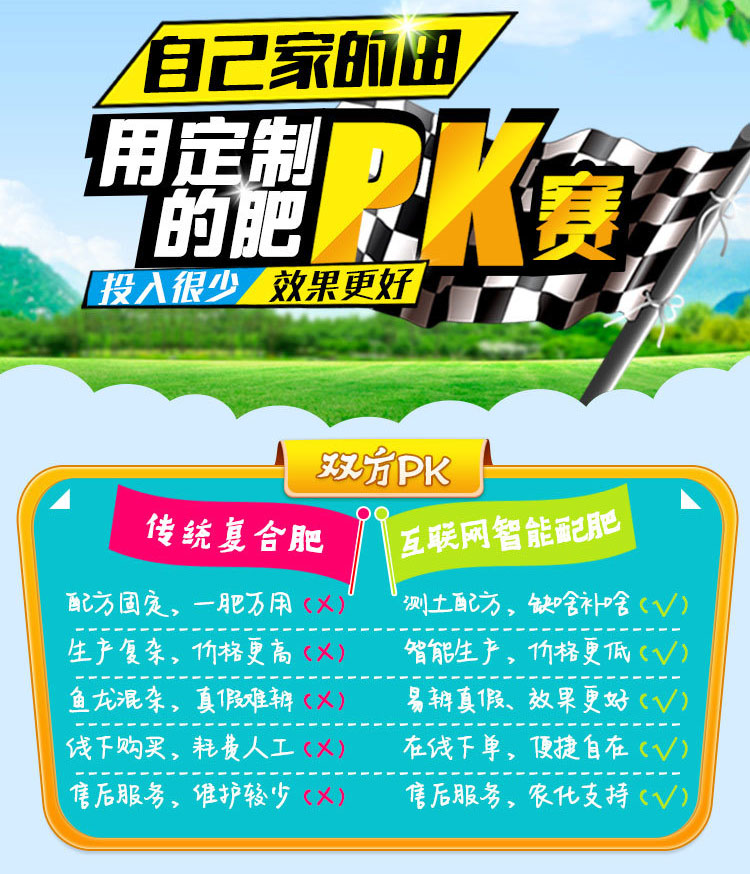 自己家的田
用定制
的肥
PK赛
投入很少 效果更好
双方PK
传统复合肥 互联网智能配肥
配方固定，一肥万用(×) 测土配方，缺啥补啥(√)
生产复杂，价格更高(×) 智能生产，价格更低(√)
鱼龙混杂，真假难辨(×) 易辨真假、效果更好(√)
线下购买，耗费人工(×) 在线下单，便捷自在(√)
售后服务，维护较少(×) 售后服务，农化支持(√)